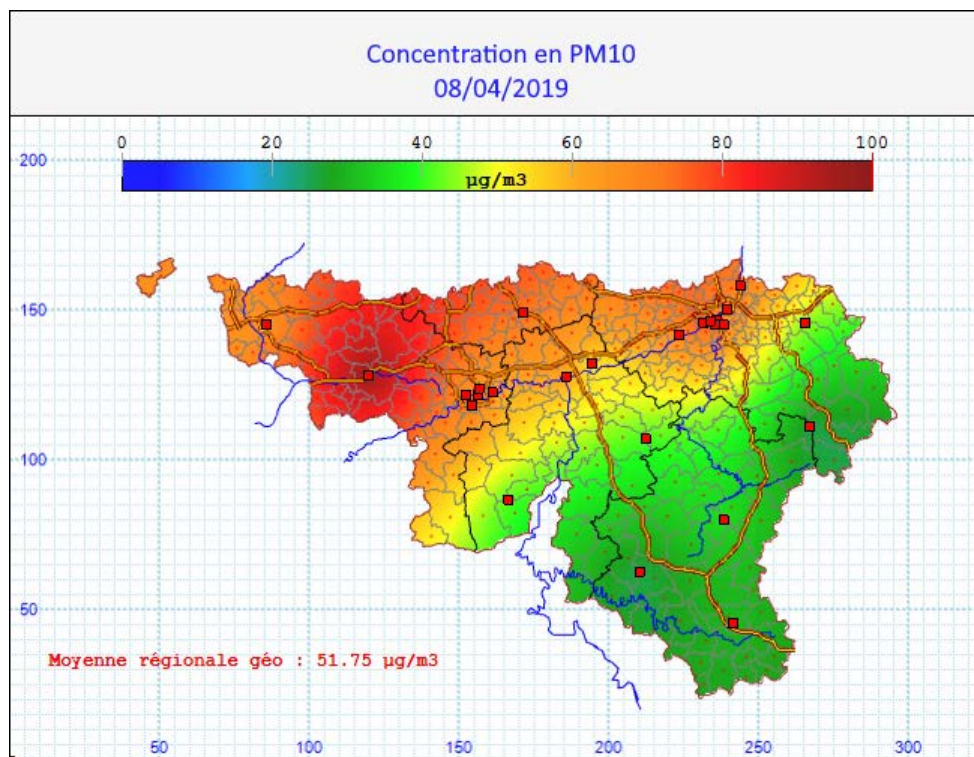 Concentration en PM10
08/04/2019
0 20 40 60 80 100
µg/m3
200
150
100
50
Moyenne régionale géo : 51.75 µg/m3
50 100 150 200 250 300